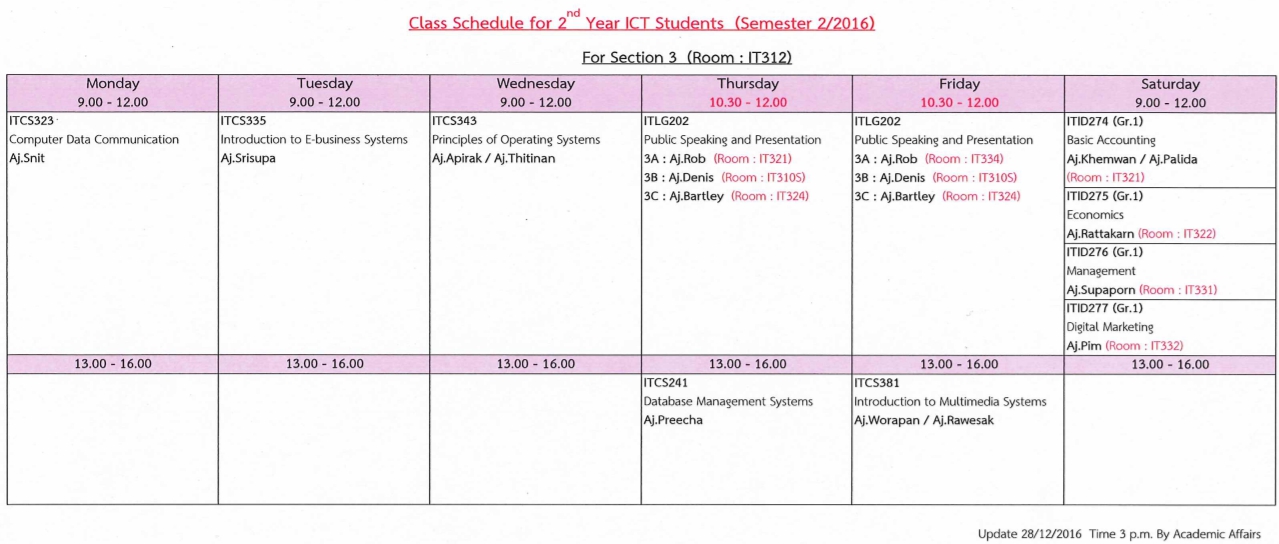 Class Schedule for 2nd Year ICT Students (Semester 2/2016)
For Section 3 (Room : IT312)
Monday
9.00 - 12.00
Tuesday
9.00 - 12.00
Wednesday
9.00 - 12.00
Thursday
10.30 - 12.00
Friday
10.30 - 12.00
Saturday
9.00 - 12.00
ITCS323
Computer Data Communication
Aj.Snit
ITCS335
Introduction to E-business Systems
Aj.Srisupa
ITCS343
Principles of Operating Systems
Aj.Apirak / Aj.Thitinan
ITLG202
Public Speaking and Presentation
3A : Aj.Rob (Room : IT321)
3B : Aj.Denis (Room : IT310S)
3C : Aj.Bartley (Room : IT324)
ITLG202
Public Speaking and Presentation
3A : Aj.Rob (Room : IT334)
3B : Aj.Denis (Room : IT310S)
3C : Aj.Bartley (Room : IT324)
ITID274 (Gr.1)
Basic Accounting
Aj.Khemwan / Aj.Palida
(Room : IT321)
ITID275 (Gr.1)
Economics
Aj.Rattakarn (Room : IT322)
ITID276 (Gr.1)
Management
Aj.Supaporn (Room : IT331)
ITID277 (Gr.1)
Digital Marketing
Aj.Pim (Room : IT332)
13.00 - 16.00
13.00 - 16.00
13.00 - 16.00
13.00 - 16.00
13.00 - 16.00
13.00 - 16.00
ITCS241
Database Management Systems
Aj.Preecha
ITCS381
Introduction to Multimedia Systems
Aj.Worapan / Aj.Rawesak
Update 28/12/2016 Time 3 p.m. By Academic Affairs